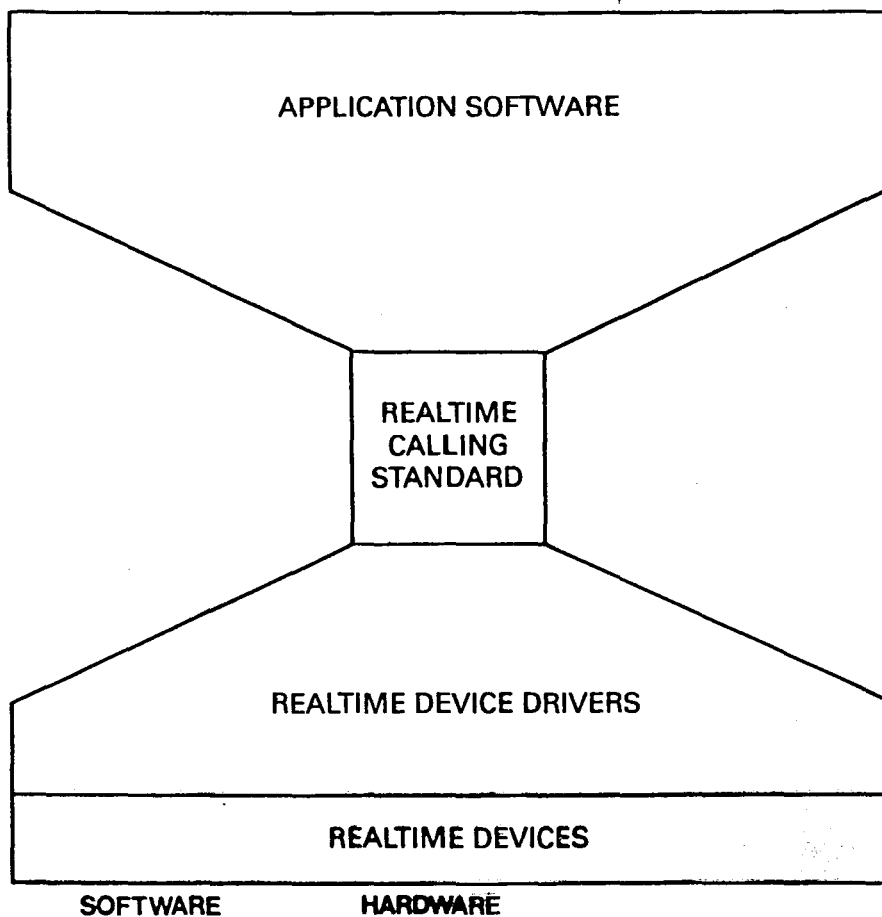 APPLICATION SOFTWARE
REALTIME
CALLING
STANDARD
REALTIME DEVICE DRIVERS
REALTIME DEVICES
SOFTWARE HARDWARE